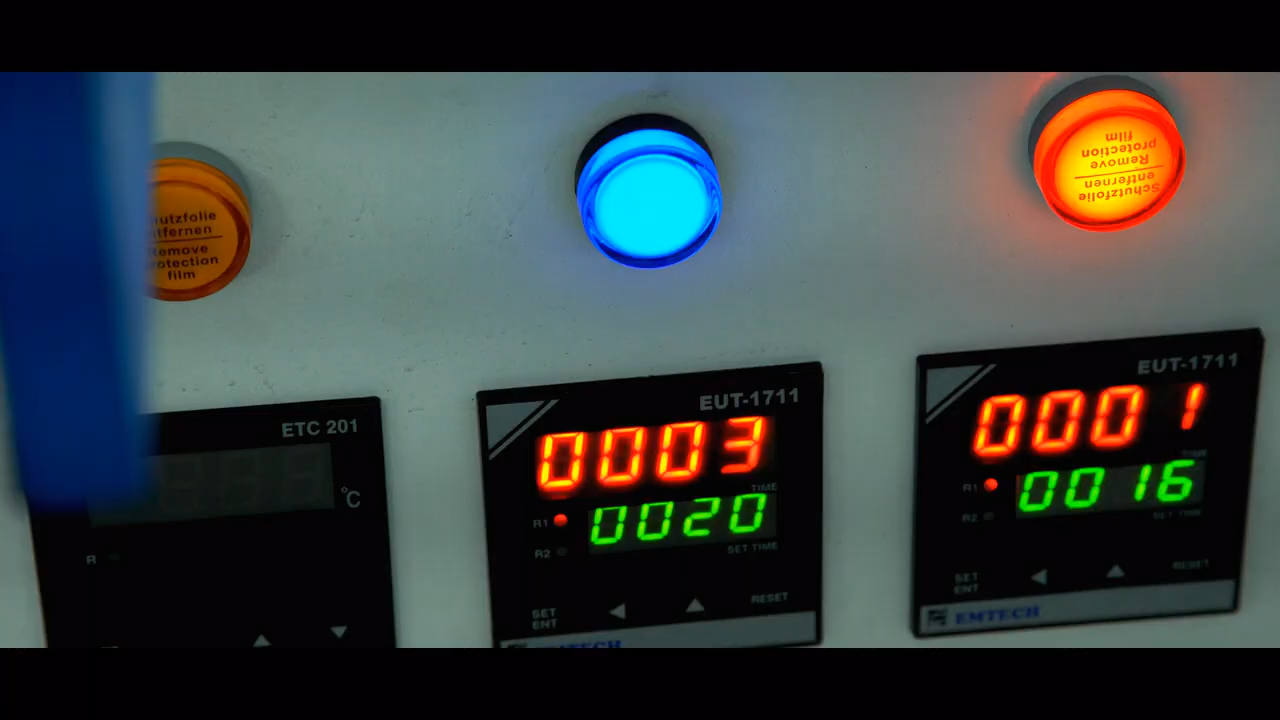 Schutzfolie
entfernen
Remove
protection
film
utzfolie
tfernen
Remove
otection
film
ETC 201
°C
R
EUT-1711
0003
TIME
R1
0020
R2
SET TIME
SET
ENT
RESET
EUT-1711
0001
TIME
R1
0016
R2
SET TIME
SET
ENT
RESET
EMTECH